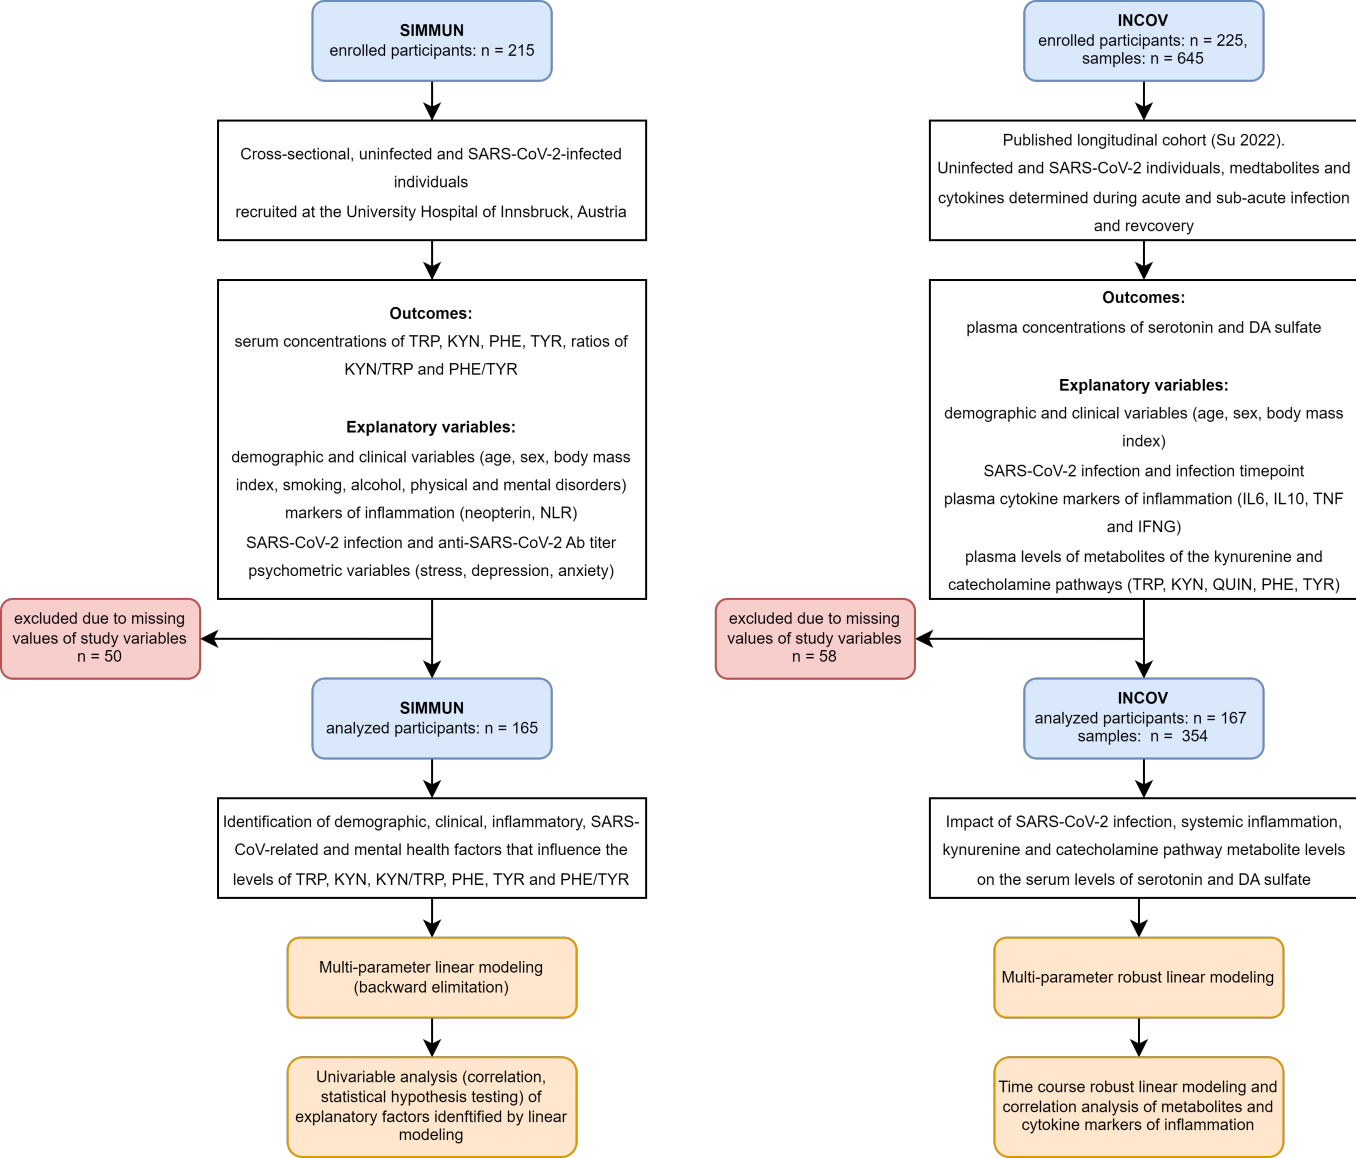 SIMMUN
enrolled participants: n = 215
Cross-sectional, uninfected and SARS-CoV-2-infected
individuals
recruited at the University Hospital of Innsbruck, Austria
Outcomes:
serum concentrations of TRP, KYN, PHE, TYR, ratios of
KYN/TRP and PHE/TYR
Explanatory variables:
demographic and clinical variables (age, sex, body mass
index, smoking, alcohol, physical and mental disorders)
markers of inflammation (neopterin, NLR)
SARS-CoV-2 infection and anti-SARS-CoV-2 Ab titer
psychometric variables (stress, depression, anxiety)
excluded due to missing
values of study variables
n = 50
SIMMUN
analyzed participants: n = 165
Identification of demographic, clinical, inflammatory, SARS-
CoV-related and mental health factors that influence the
levels of TRP, KYN, KYN/TRP, PHE, TYR and PHE/TYR
Multi-parameter linear modeling
(backward elimitation)
Univariable analysis (correlation,
statistical hypothesis testing) of
explanatory factors idenftified by linear
modeling
INCOV
enrolled participants: n = 225,
samples: n = 645
Published longitudinal cohort (Su 2022).
Uninfected and SARS-CoV-2 individuals, medtabolites and
cytokines determined during acute and sub-acute infection
and revcovery
Outcomes:
plasma concentrations of serotonin and DA sulfate
Explanatory variables:
demographic and clinical variables (age, sex, body mass
index)
SARS-CoV-2 infection and infection timepoint
plasma cytokine markers of inflammation (IL6, IL10, TNF
and IFNG)
plasma levels of metabolites of the kynurenine and
catecholamine pathways (TRP, KYN, QUIN, PHE, TYR)
excluded due to missing
values of study variables
n = 58
INCOV
analyzed participants: n = 167
samples: n = 354
Impact of SARS-CoV-2 infection, systemic inflammation,
kynurenine and catecholamine pathway metabolite levels
on the serum levels of serotonin and DA sulfate
Multi-parameter robust linear modeling
Time course robust linear modeling and
correlation analysis of metabolites and
cytokine markers of inflammation